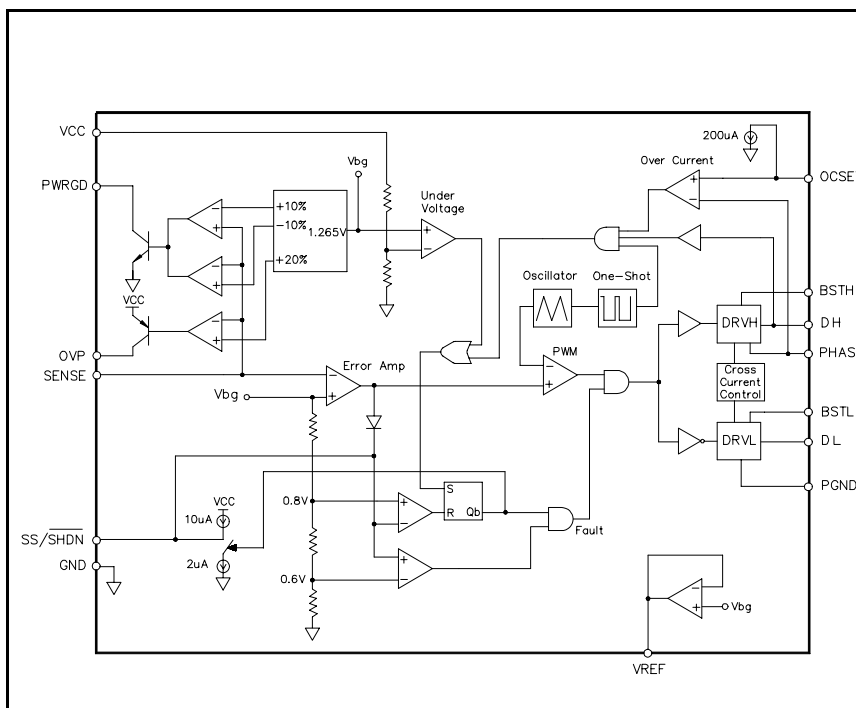 VCC
PWRGD
OVP
SENSE
SS/SHDN
GND
VCC
+10%
-10%
+20%
1.265V
Vbg
Under
Voltage
200uA
Over Current
OCSET
BSTH
DH
PHASE
BSTL
DL
PGND
Oscillator
One-Shot
PWM
DRVH
Cross
Current
Control
DRVL
Error Amp
Vbg
VCC
10uA
2uA
0.8V
0.6V
S
R
Qb
Fault
Vbg
VREF